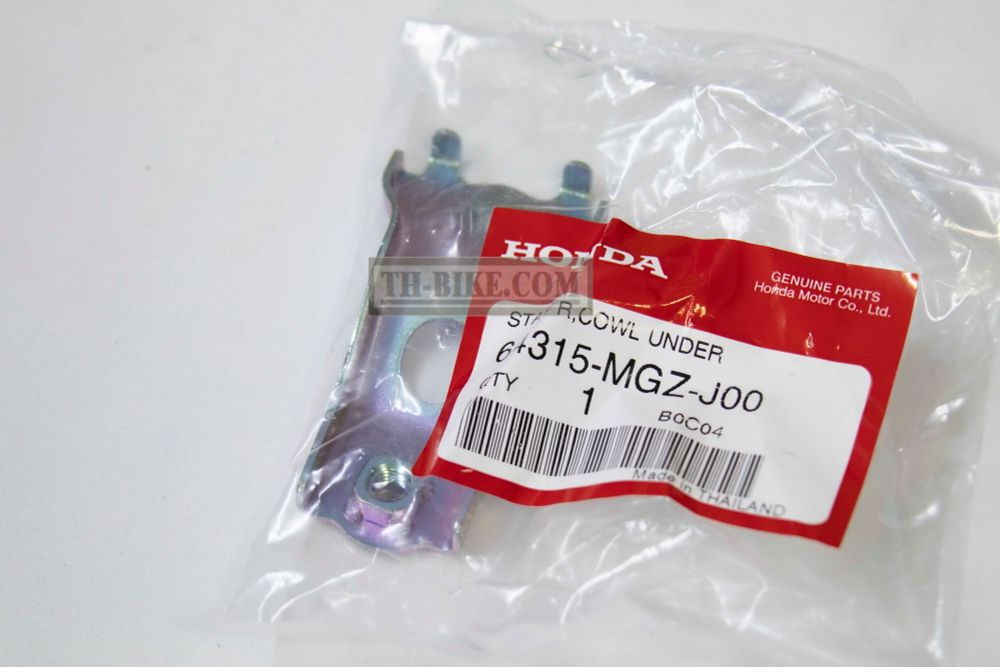 HONDA
GENUINE PARTS
Honda Motor Co., Ltd.
TH-BIKE.COM
R,COWL UNDER
64315-MGZ-J00
QTY 1
B0C04
Made in THAILAND